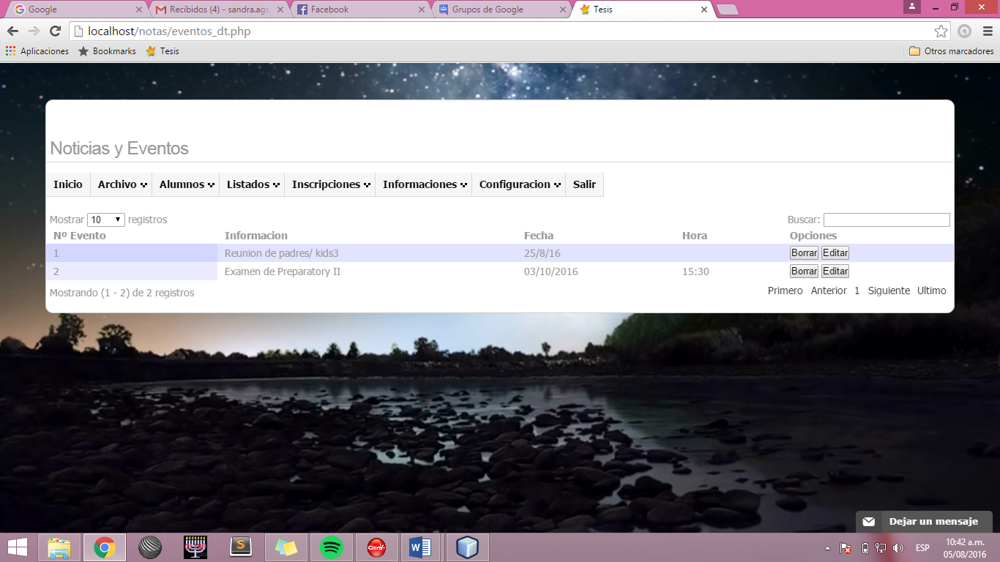 Google
Recibidos (4) - sandra.ags
Facebook
Grupos de Google
Tesis
localhost/notas/eventos_dt.php
Aplicaciones
Bookmarks
Tesis
Otros marcadores
Noticias y Eventos
Inicio
Archivo
Alumnos
Listados
Inscripciones
Informaciones
Configuracion
Salir
Mostrar 10 registros
Buscar:
Nº Evento Informacion Fecha Hora Opciones
1 Reunion de padres/ kids3 25/8/16 Borrar Editar
2 Examen de Preparatory II 03/10/2016 15:30 Borrar Editar
Mostrando (1 - 2) de 2 registros
Primero Anterior 1 Siguiente Ultimo
Dejar un mensaje
S
Claro
W
ESP
10:42 a.m.
05/08/2016